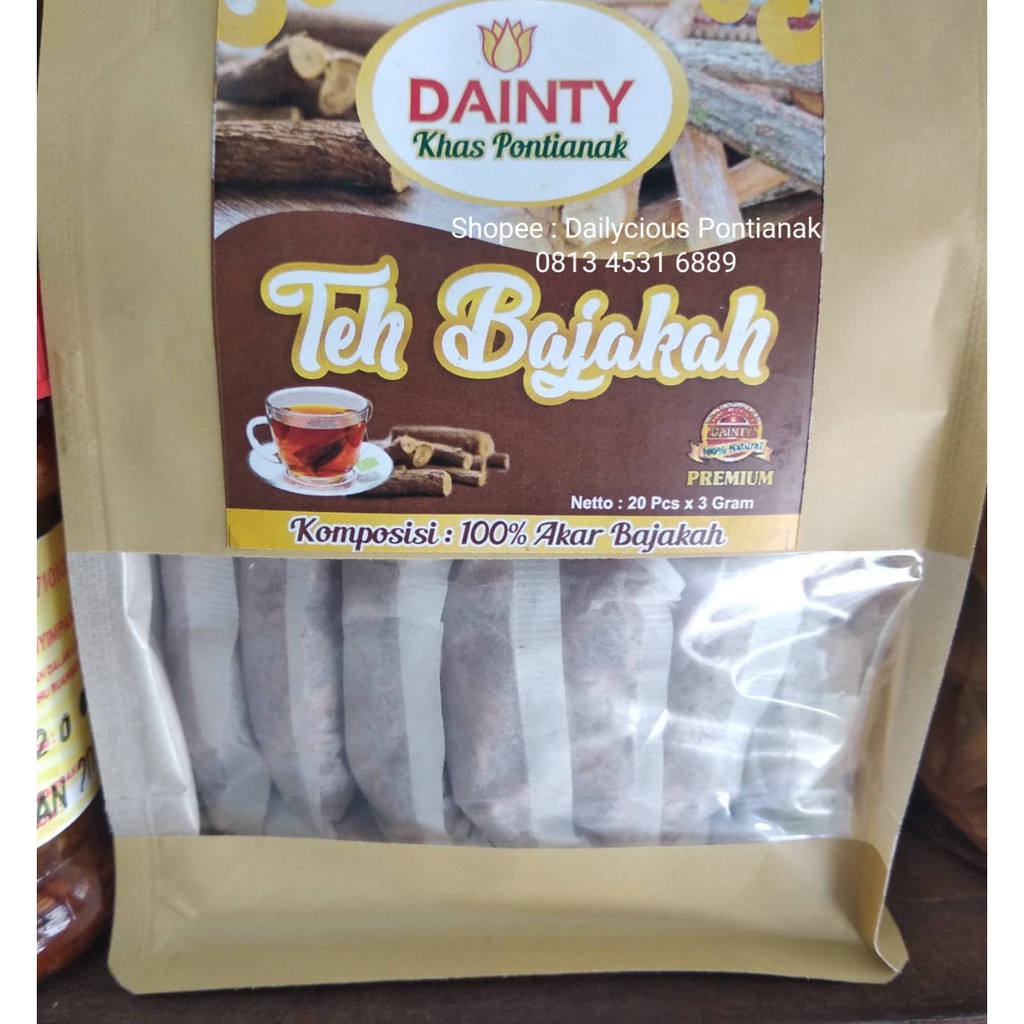 DAINTY
Khas Pontianak
Shopee : Dailycious Pontianak
0813 4531 6889
Teh Bajakah
DAINTY
100% Natural
PREMIUM
Netto : 20 Pcs x 3 Gram
Komposisi : 100% Akar Bajakah